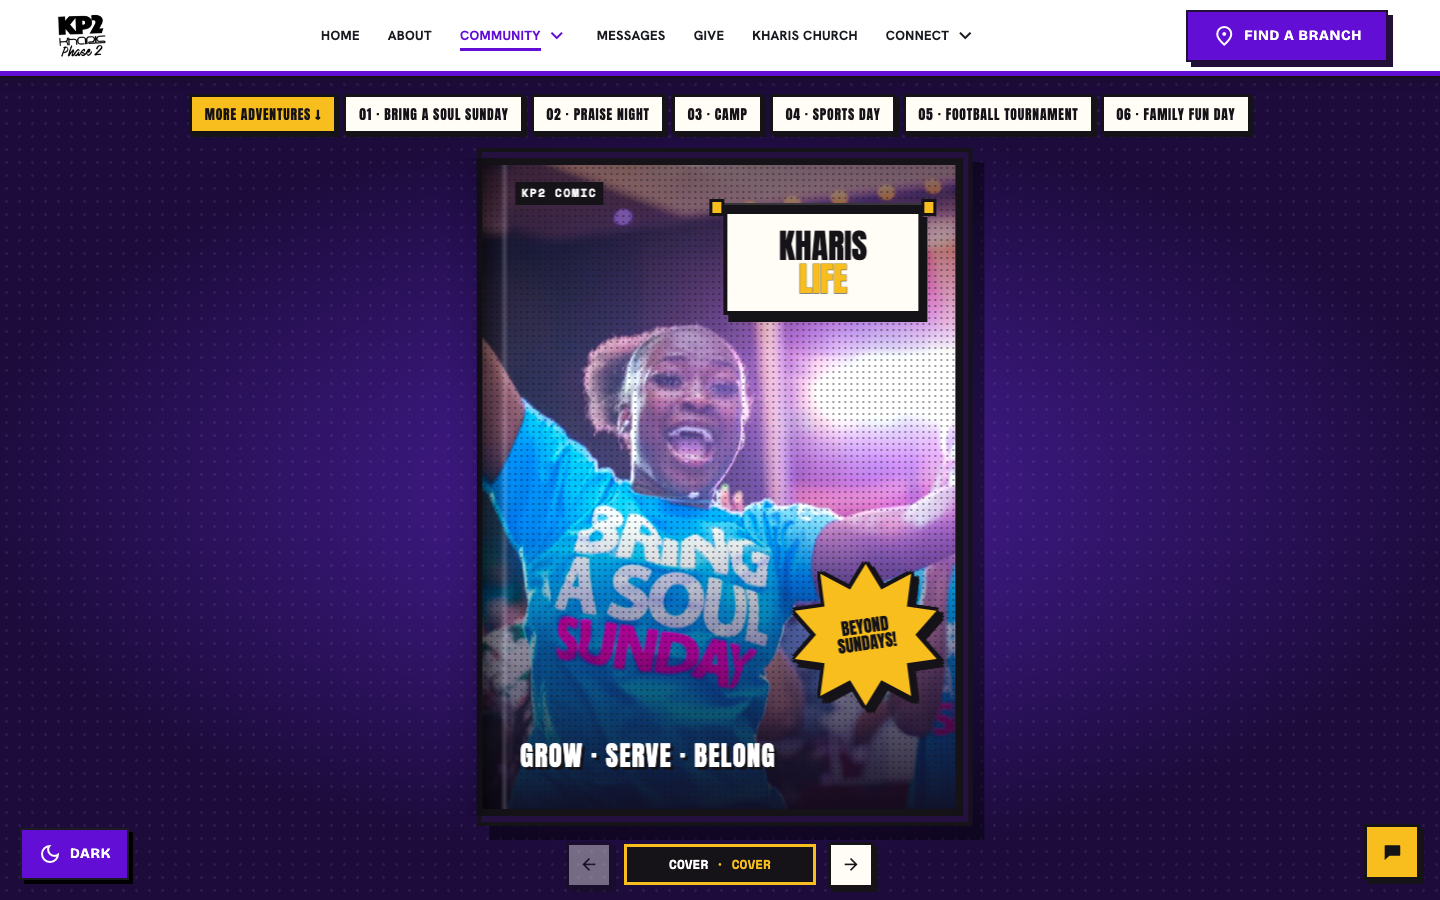 KP2
KHARIS
Phase 2
HOME
ABOUT
COMMUNITY
MESSAGES
GIVE
KHARIS CHURCH
CONNECT
FIND A BRANCH
MORE ADVENTURES ↓
01 · BRING A SOUL SUNDAY
02 · PRAISE NIGHT
03 · CAMP
04 · SPORTS DAY
05 · FOOTBALL TOURNAMENT
06 · FAMILY FUN DAY
KP2 COMIC
KHARIS
LIFE
BRING
A SOUL
SUNDAY
BEYOND
SUNDAYS!
GROW · SERVE · BELONG
DARK
COVER · COVER